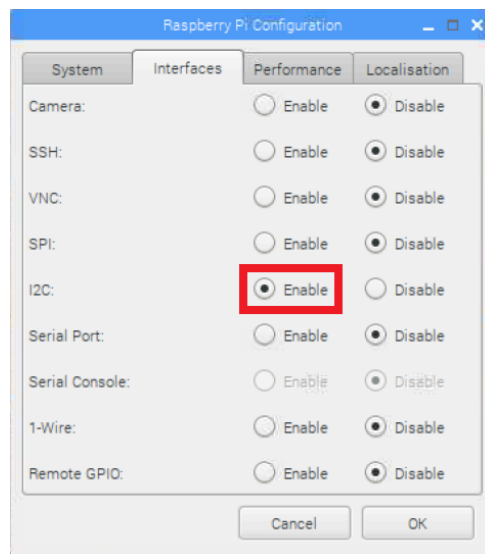 Raspberry Pi Configuration
System Interfaces Performance Localisation
Camera: Enable Disable
SSH: Enable Disable
VNC: Enable Disable
SPI: Enable Disable
I2C: Enable Disable
Serial Port: Enable Disable
Serial Console: Enable Disable
1-Wire: Enable Disable
Remote GPIO: Enable Disable
Cancel OK